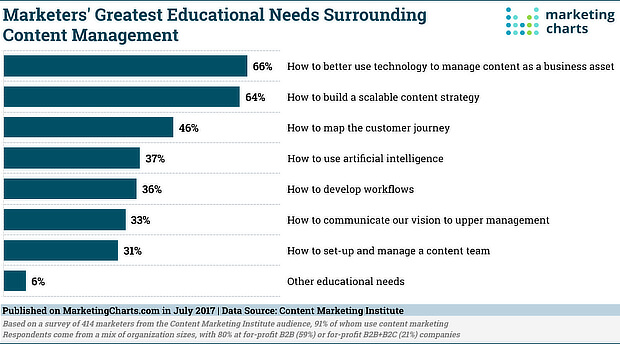 Marketers' Greatest Educational Needs Surrounding
Content Management
marketing
charts
66% How to better use technology to manage content as a business asset
64% How to build a scalable content strategy
46% How to map the customer journey
37% How to use artificial intelligence
36% How to develop workflows
33% How to communicate our vision to upper management
31% How to set-up and manage a content team
6% Other educational needs
Published on MarketingCharts.com in July 2017 | Data Source: Content Marketing Institute
Based on a survey of 414 marketers from the Content Marketing Institute audience, 91% of whom use content marketing
Respondents come from a mix of organization sizes, with 80% at for-profit B2B (59%) or for-profit B2B+B2C (21%) companies